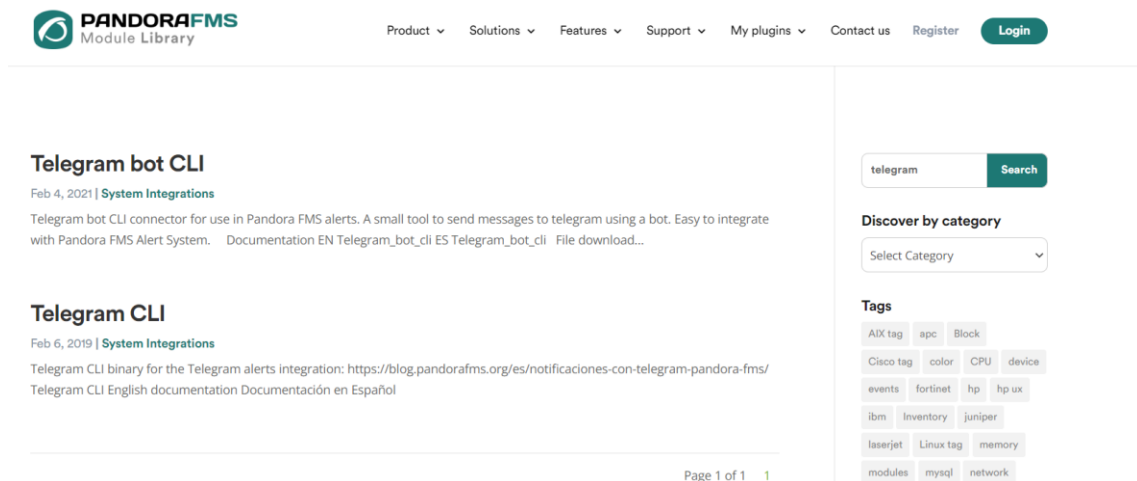 PANDORAFMS
Module Library
Product Solutions Features Support My plugins Contact us Register Login
Telegram bot CLI
Feb 4, 2021 | System Integrations
Telegram bot CLI connector for use in Pandora FMS alerts. A small tool to send messages to telegram using a bot. Easy to integrate
with Pandora FMS Alert System. Documentation EN Telegram_bot_cli ES Telegram_bot_cli File download...
Telegram CLI
Feb 6, 2019 | System Integrations
Telegram CLI binary for the Telegram alerts integration: https://blog.pandorafms.org/es/notificaciones-con-telegram-pandora-fms/
Telegram CLI English documentation Documentación en Español
Page 1 of 1 1
telegram Search
Discover by category
Select Category
Tags
AIX tag apc Block
Cisco tag color CPU device
events fortinet hp hp ux
ibm Inventory juniper
laserjet Linux tag memory
modules mysql network